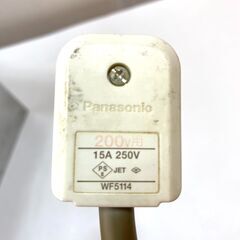 Panasonic
200V用
15A 250V
PS E JET
WF5114